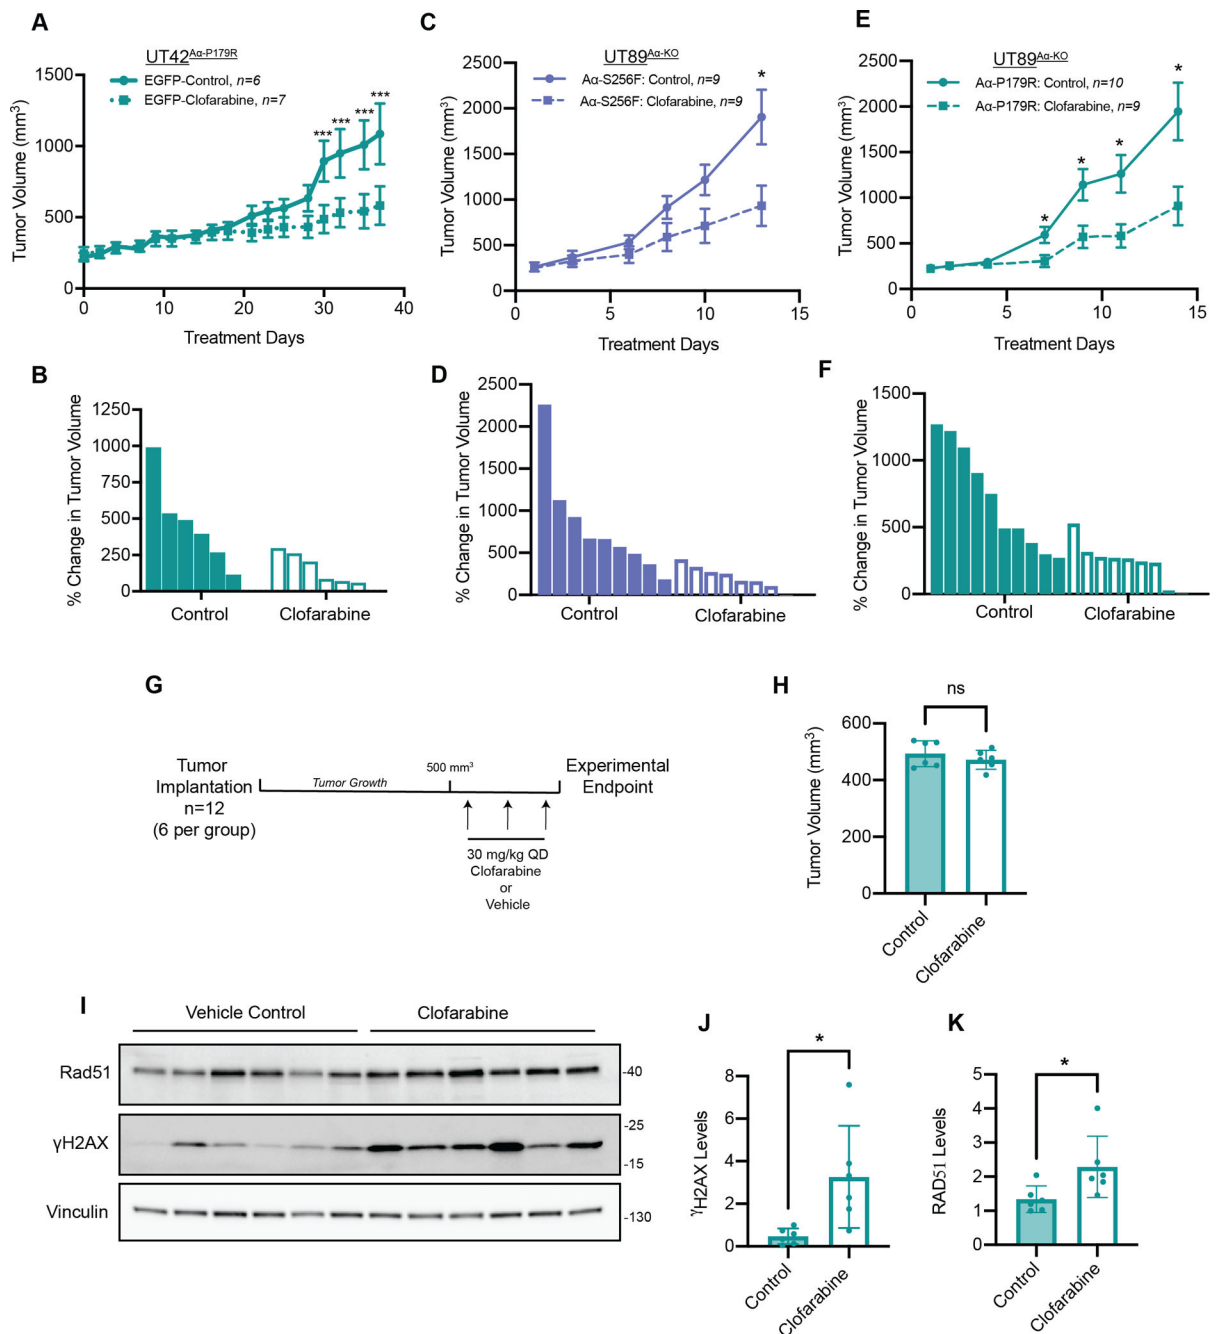 A
UT42Aα-P179R
EGFP-Control, n=6
EGFP-Clofarabine, n=7
Tumor Volume (mm3)
1500
1000
500
0
***
***
***
***
0 10 20 30 40
Treatment Days
C
UT89Aα-KO
Aα-S256F: Control, n=9
Aα-S256F: Clofarabine, n=9
Tumor Volume (mm3)
2500
2000
1500
1000
500
0
*
0 5 10 15
Treatment Days
E
UT89Aα-KO
Aα-P179R: Control, n=10
Aα-P179R: Clofarabine, n=9
Tumor Volume (mm3)
2500
2000
1500
1000
500
0
*
*
*
*
0 5 10 15
Treatment Days
B
% Change in Tumor Volume
1250
1000
750
500
250
0
Control Clofarabine
D
% Change in Tumor Volume
2500
2000
1500
1000
500
0
Control Clofarabine
F
% Change in Tumor Volume
1500
1000
500
0
Control Clofarabine
G
Tumor
Implantation
n=12
(6 per group)
Tumor Growth
500 mm3
Experimental
Endpoint
30 mg/kg QD
Clofarabine
or
Vehicle
H
ns
Tumor Volume (mm3)
600
400
200
0
Control
Clofarabine
I
Vehicle Control Clofarabine
Rad51
-40
γH2AX
-25
-15
Vinculin
-130
J
*
γH2AX Levels
8
6
4
2
0
Control
Clofarabine
K
*
RAD51 Levels
5
4
3
2
1
0
Control
Clofarabine